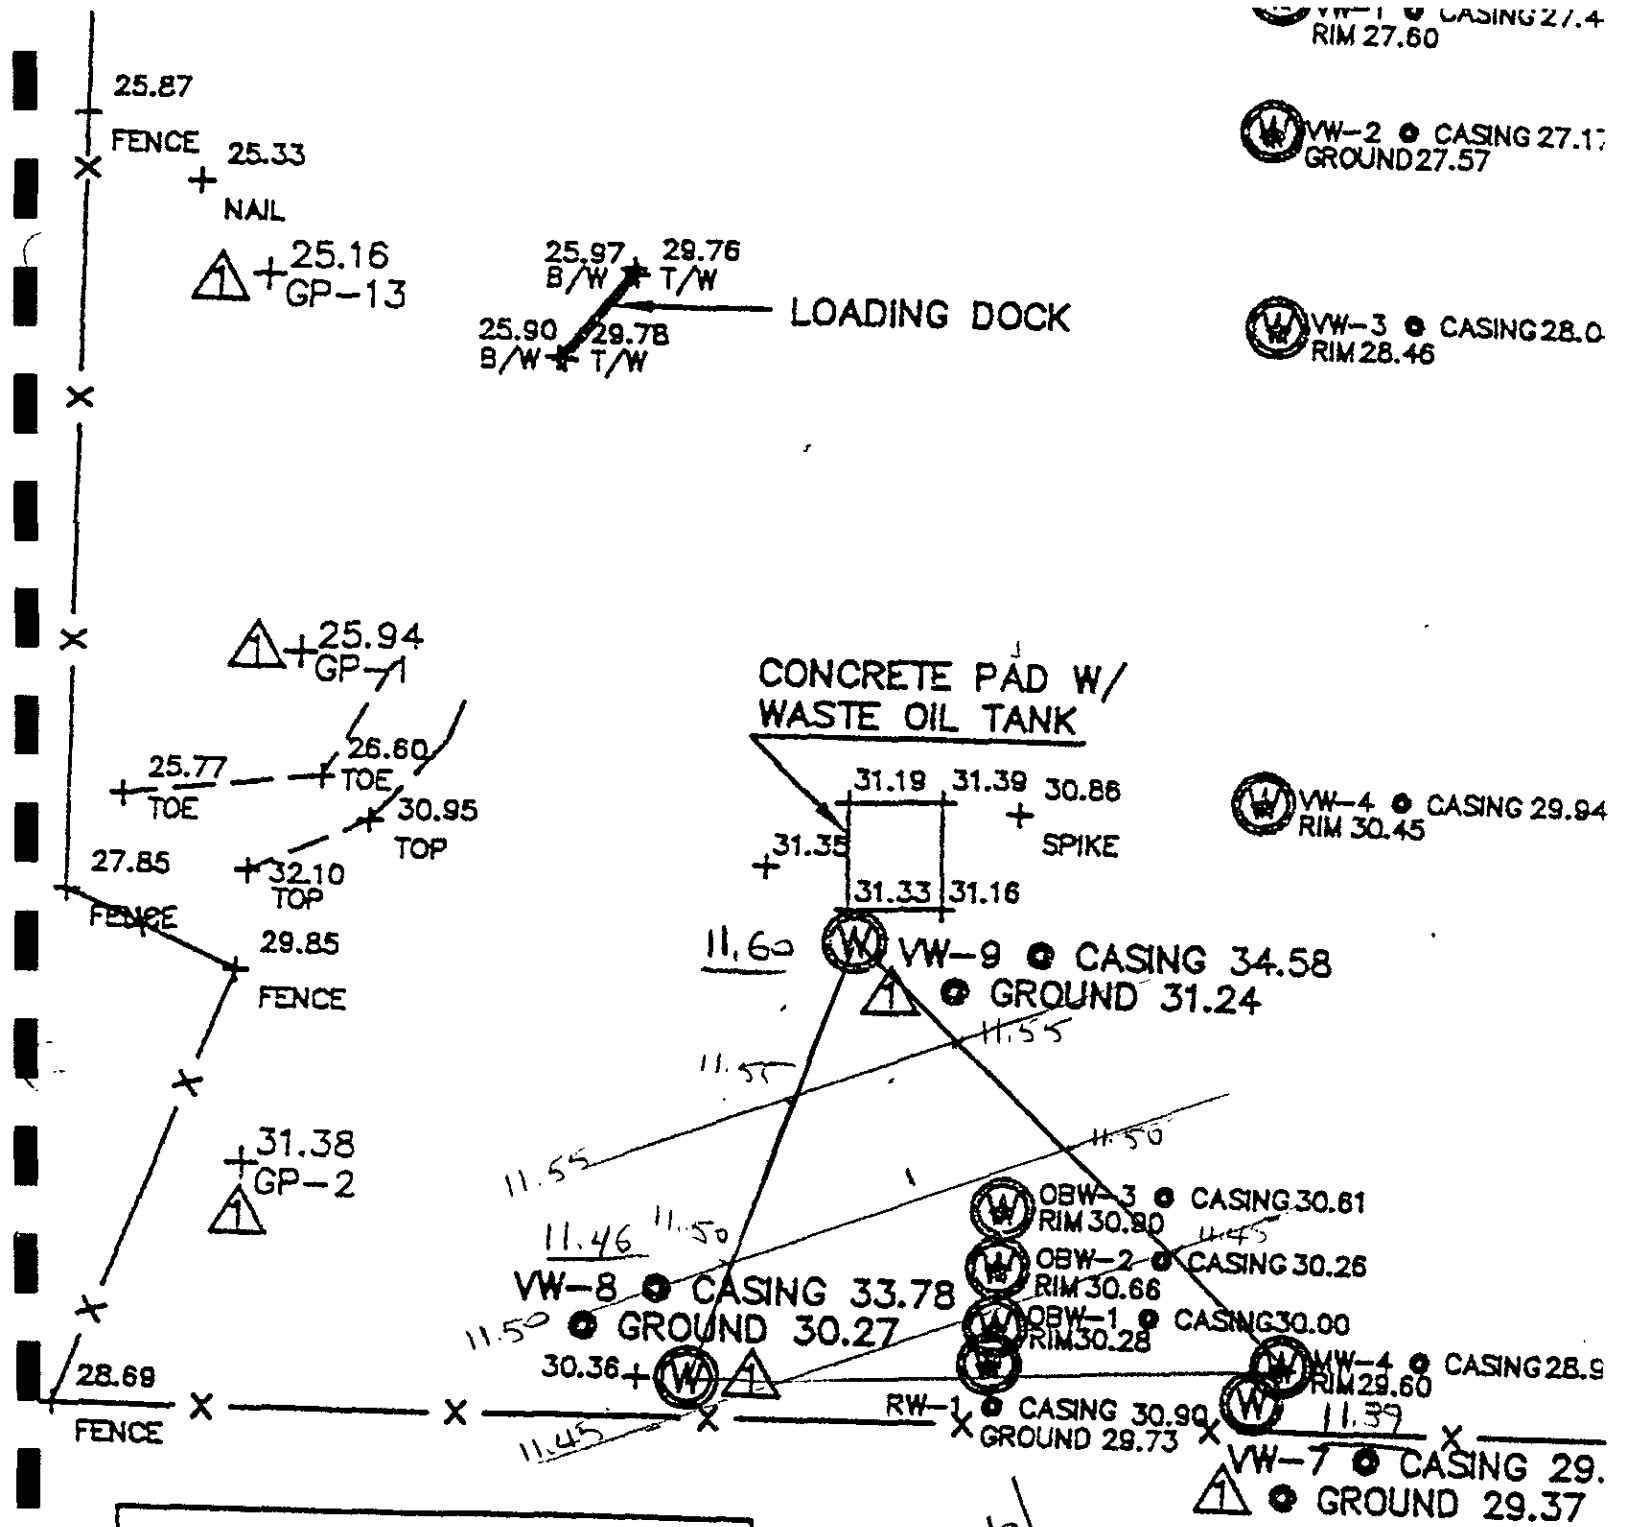 VW-1 CASING 27.4
RIM 27.60
25.87
FENCE
VW-2 CASING 27.17
GROUND 27.57
25.33
NAIL
1 25.16
GP-13
25.97 29.76
B/W T/W
LOADING DOCK
25.90 29.78
B/W T/W
VW-3 CASING 28.0
RIM 28.46
1 25.94
GP-1
CONCRETE PAD W/
WASTE OIL TANK
26.60
TOE
25.77
TOE
30.95
TOP
31.19 31.39 30.86
SPIKE
VW-4 CASING 29.94
RIM 30.45
31.35
27.85
FENCE
32.10
TOP
31.33 31.16
29.85
FENCE
11.60
W VW-9 CASING 34.58
1 GROUND 31.24
11.55
11.55
11.55
11.50
31.38
GP-2
1
OBW-3 CASING 30.61
RIM 30.90
11.46 11.50
11.45
OBW-2 CASING 30.26
RIM 30.66
VW-8 CASING 33.78
GROUND 30.27
11.50
OBW-1 CASING 30.00
RIM 30.28
30.36 W 1
MW-4 CASING 28.9
RIM 29.60
28.69
FENCE
RW-1 CASING 30.90
GROUND 29.73
W 11.39
11.45
VW-7 CASING 29.
1 GROUND 29.37